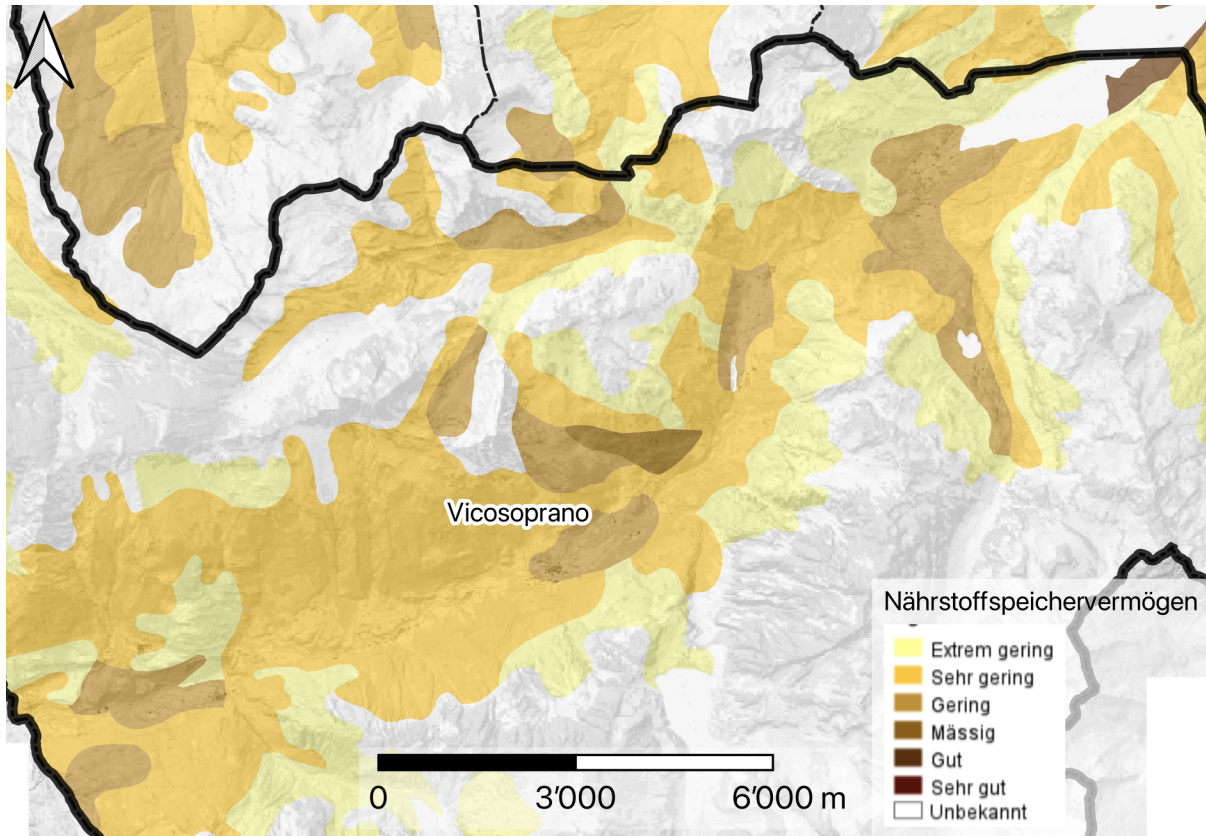 Vicosoprano
Nährstoffspeichervermögen
Extrem gering
Sehr gering
Gering
Mässig
Gut
Sehr gut
Unbekannt
0 3'000 6'000 m